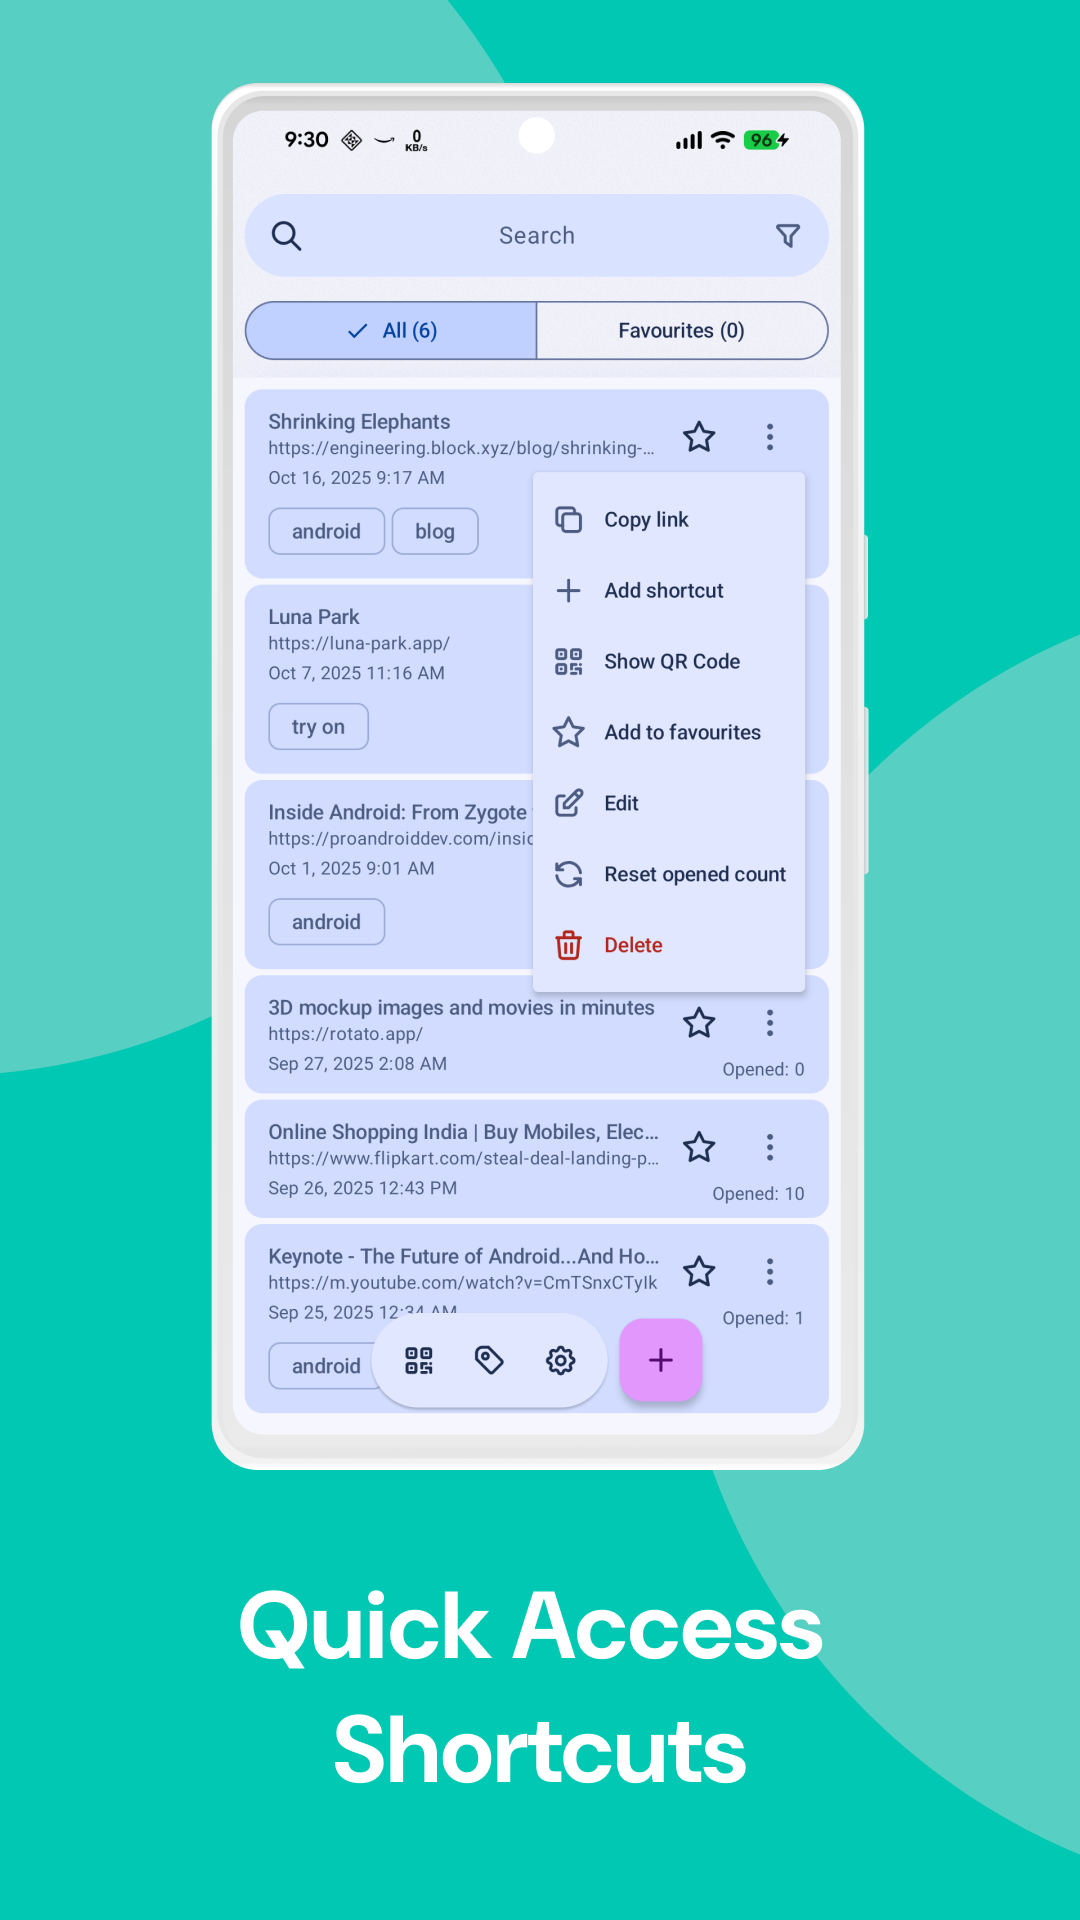 9:30
0
KB/s
96
Search
All (6)
Favourites (0)
Shrinking Elephants
https://engineering.block.xyz/blog/shrinking-...
Oct 16, 2025 9:17 AM
android
blog
Copy link
Add shortcut
Show QR Code
Add to favourites
Edit
Reset opened count
Delete
Luna Park
https://luna-park.app/
Oct 7, 2025 11:16 AM
try on
Inside Android: From Zygote
https://proandroiddev.com/insid
Oct 1, 2025 9:01 AM
android
3D mockup images and movies in minutes
https://rotato.app/
Sep 27, 2025 2:08 AM
Opened: 0
Online Shopping India | Buy Mobiles, Elec...
https://www.flipkart.com/steal-deal-landing-p...
Sep 26, 2025 12:43 PM
Opened: 10
Keynote - The Future of Android...And Ho...
https://m.youtube.com/watch?v=CmTSnxCTyIk
Sep 25, 2025 12:34 AM
Opened: 1
android
Quick Access
Shortcuts